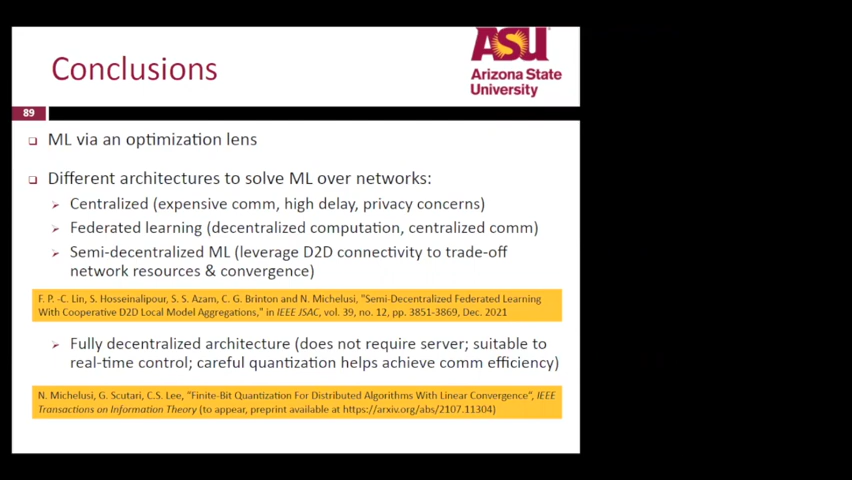 ASU
Arizona State
University
Conclusions
89
ML via an optimization lens
Different architectures to solve ML over networks:
Centralized (expensive comm, high delay, privacy concerns)
Federated learning (decentralized computation, centralized comm)
Semi-decentralized ML (leverage D2D connectivity to trade-off
network resources & convergence)
F. P. -C. Lin, S. Hosseinalipour, S. S. Azam, C. G. Brinton and N. Michelusi, "Semi-Decentralized Federated Learning
With Cooperative D2D Local Model Aggregations," in IEEE JSAC, vol. 39, no. 12, pp. 3851-3869, Dec. 2021
Fully decentralized architecture (does not require server; suitable to
real-time control; careful quantization helps achieve comm efficiency)
N. Michelusi, G. Scutari, C.S. Lee, "Finite-Bit Quantization For Distributed Algorithms With Linear Convergence", IEEE
Transactions on Information Theory (to appear, preprint available at https://arxiv.org/abs/2107.11304)